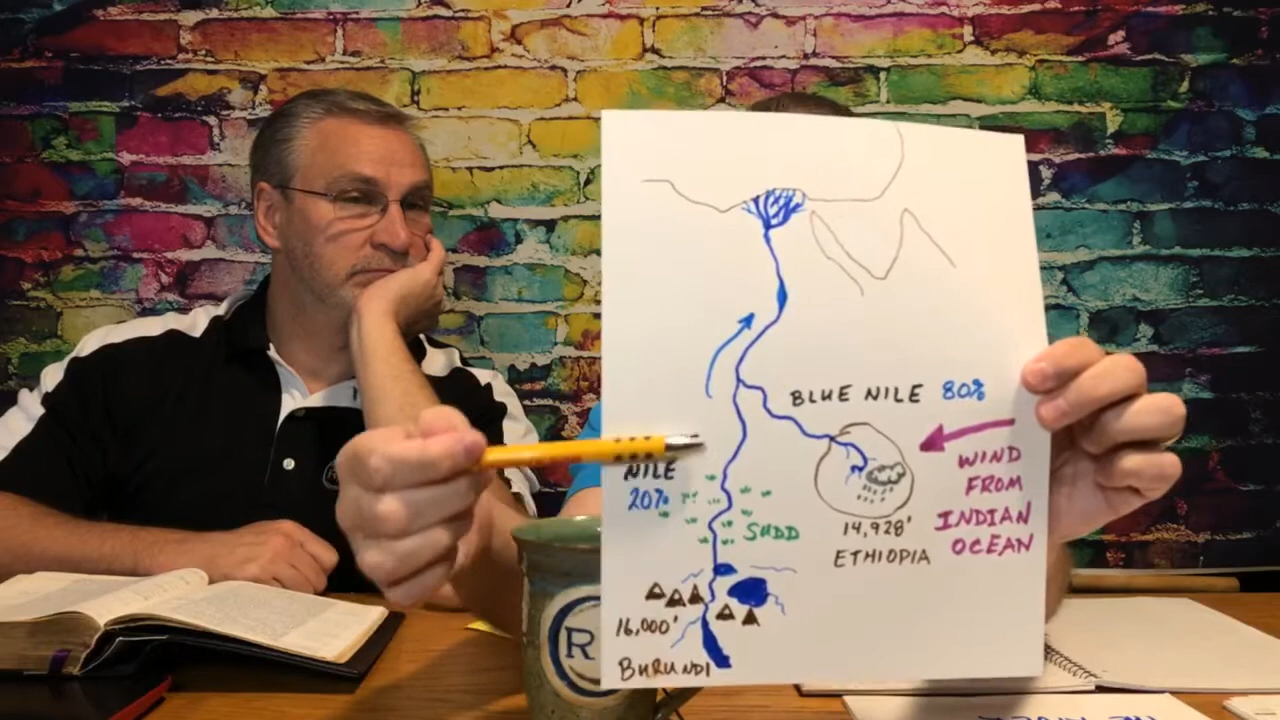 BLUE NILE 80%
WIND
FROM
INDIAN
OCEAN
NILE
20%
SUDD
14,928'
ETHIOPIA
16,000'
BURUNDI
R